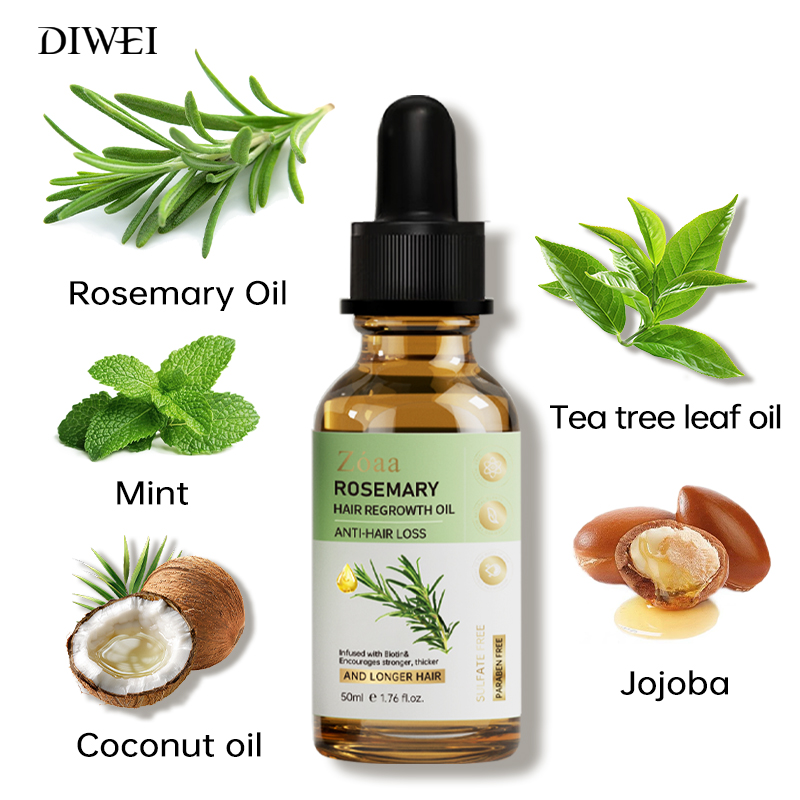 DIWEI
Rosemary Oil
Mint
Tea tree leaf oil
Coconut oil
Jojoba
Zoaa
ROSEMARY
HAIR REGROWTH OIL
ANTI-HAIR LOSS
Infused with Biotin&
Encourages stronger, thicker
AND LONGER HAIR
50ml ℮ 1.76 fl.oz.
SULFATE FREE
PARABEN FREE